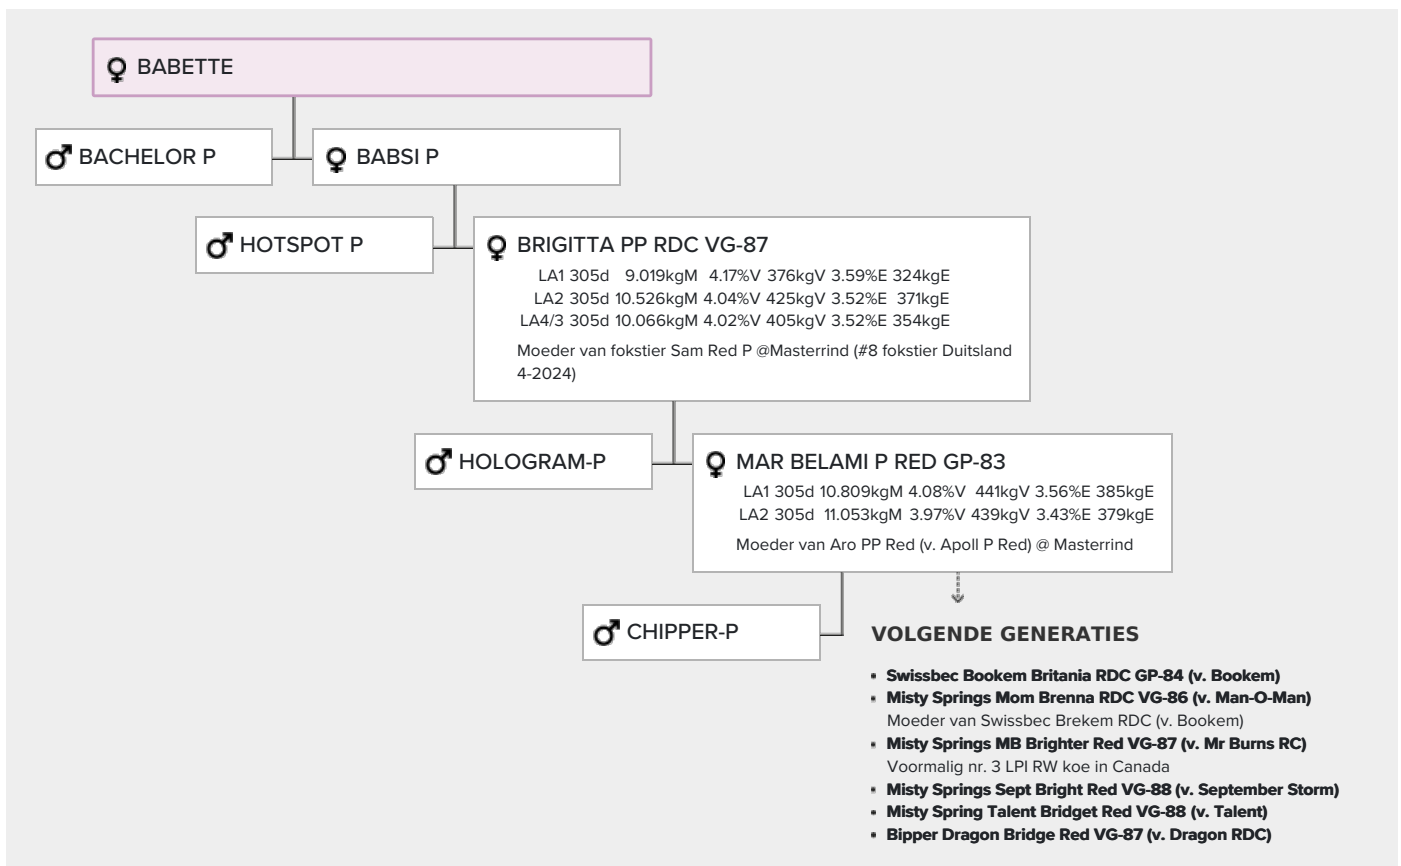 BABETTE
BACHELOR P
BABSI P
HOTSPOT P
BRIGITTA PP RDC VG-87
LA1 305d 9.019kgM 4.17%V 376kgV 3.59%E 324kgE
LA2 305d 10.526kgM 4.04%V 425kgV 3.52%E 371kgE
LA4/3 305d 10.066kgM 4.02%V 405kgV 3.52%E 354kgE
Moeder van fokstier Sam Red P @Masterrind (#8 fokstier Duitsland
4-2024)
HOLOGRAM-P
MAR BELAMI P RED GP-83
LA1 305d 10.809kgM 4.08%V 441kgV 3.56%E 385kgE
LA2 305d 11.053kgM 3.97%V 439kgV 3.43%E 379kgE
Moeder van Aro PP Red (v. Apoll P Red) @ Masterrind
CHIPPER-P
VOLGENDE GENERATIES
• Swissbec Bookem Britania RDC GP-84 (v. Bookem)
• Misty Springs Mom Brenna RDC VG-86 (v. Man-O-Man)
Moeder van Swissbec Brekem RDC (v. Bookem)
• Misty Springs MB Brighter Red VG-87 (v. Mr Burns RC)
Voormalig nr. 3 LPI RW koe in Canada
• Misty Springs Sept Bright Red VG-88 (v. September Storm)
• Misty Spring Talent Bridget Red VG-88 (v. Talent)
• Bipper Dragon Bridge Red VG-87 (v. Dragon RDC)